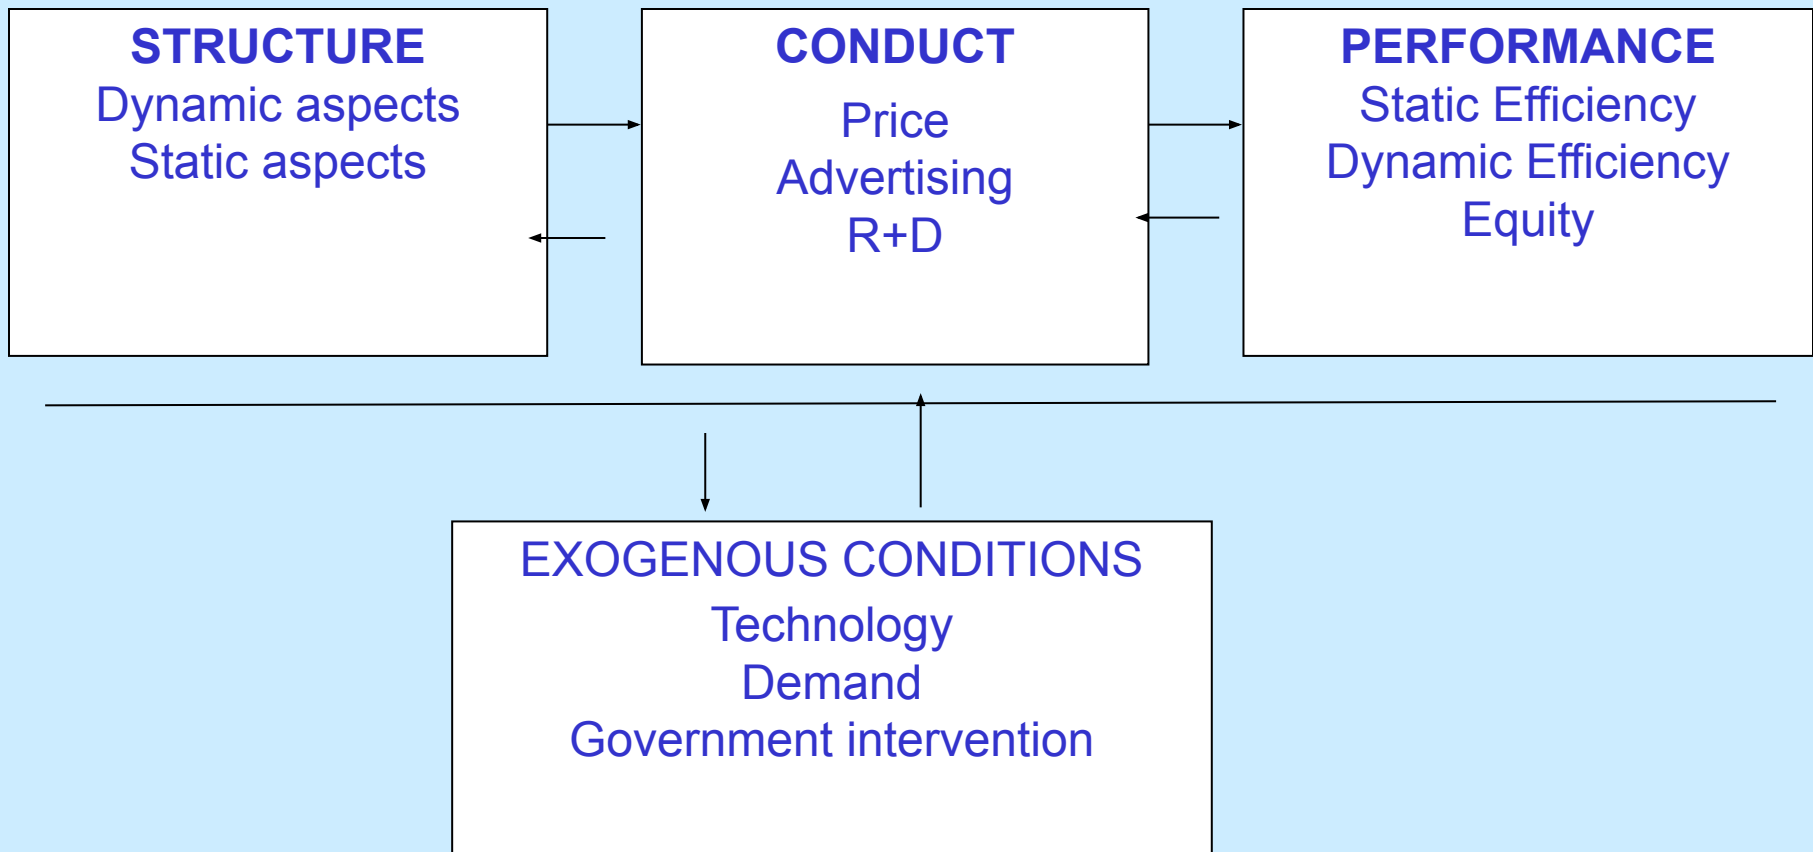 STRUCTURE
Dynamic aspects
Static aspects
CONDUCT
Price
Advertising
R+D
PERFORMANCE
Static Efficiency
Dynamic Efficiency
Equity
EXOGENOUS CONDITIONS
Technology
Demand
Government intervention